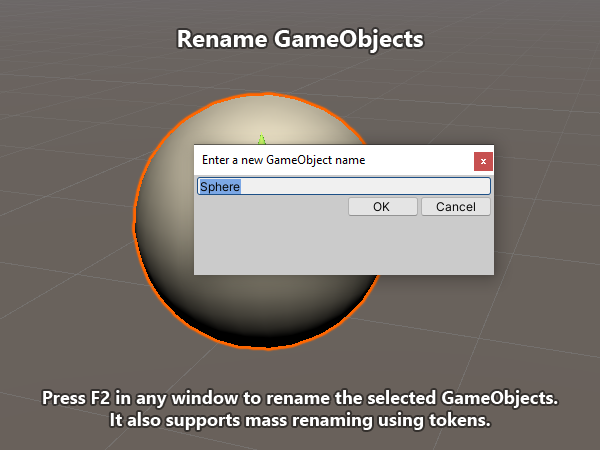 Rename GameObjects
Enter a new GameObject name
x
Sphere
OK Cancel
Press F2 in any window to rename the selected GameObjects.
It also supports mass renaming using tokens.